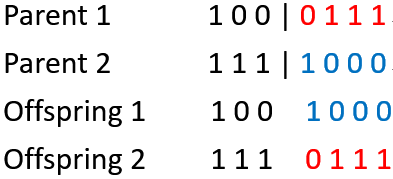 Parent 1 1 0 0 | 0 1 1 1
Parent 2 1 1 1 | 1 0 0 0
Offspring 1 1 0 0 1 0 0 0
Offspring 2 1 1 1 0 1 1 1